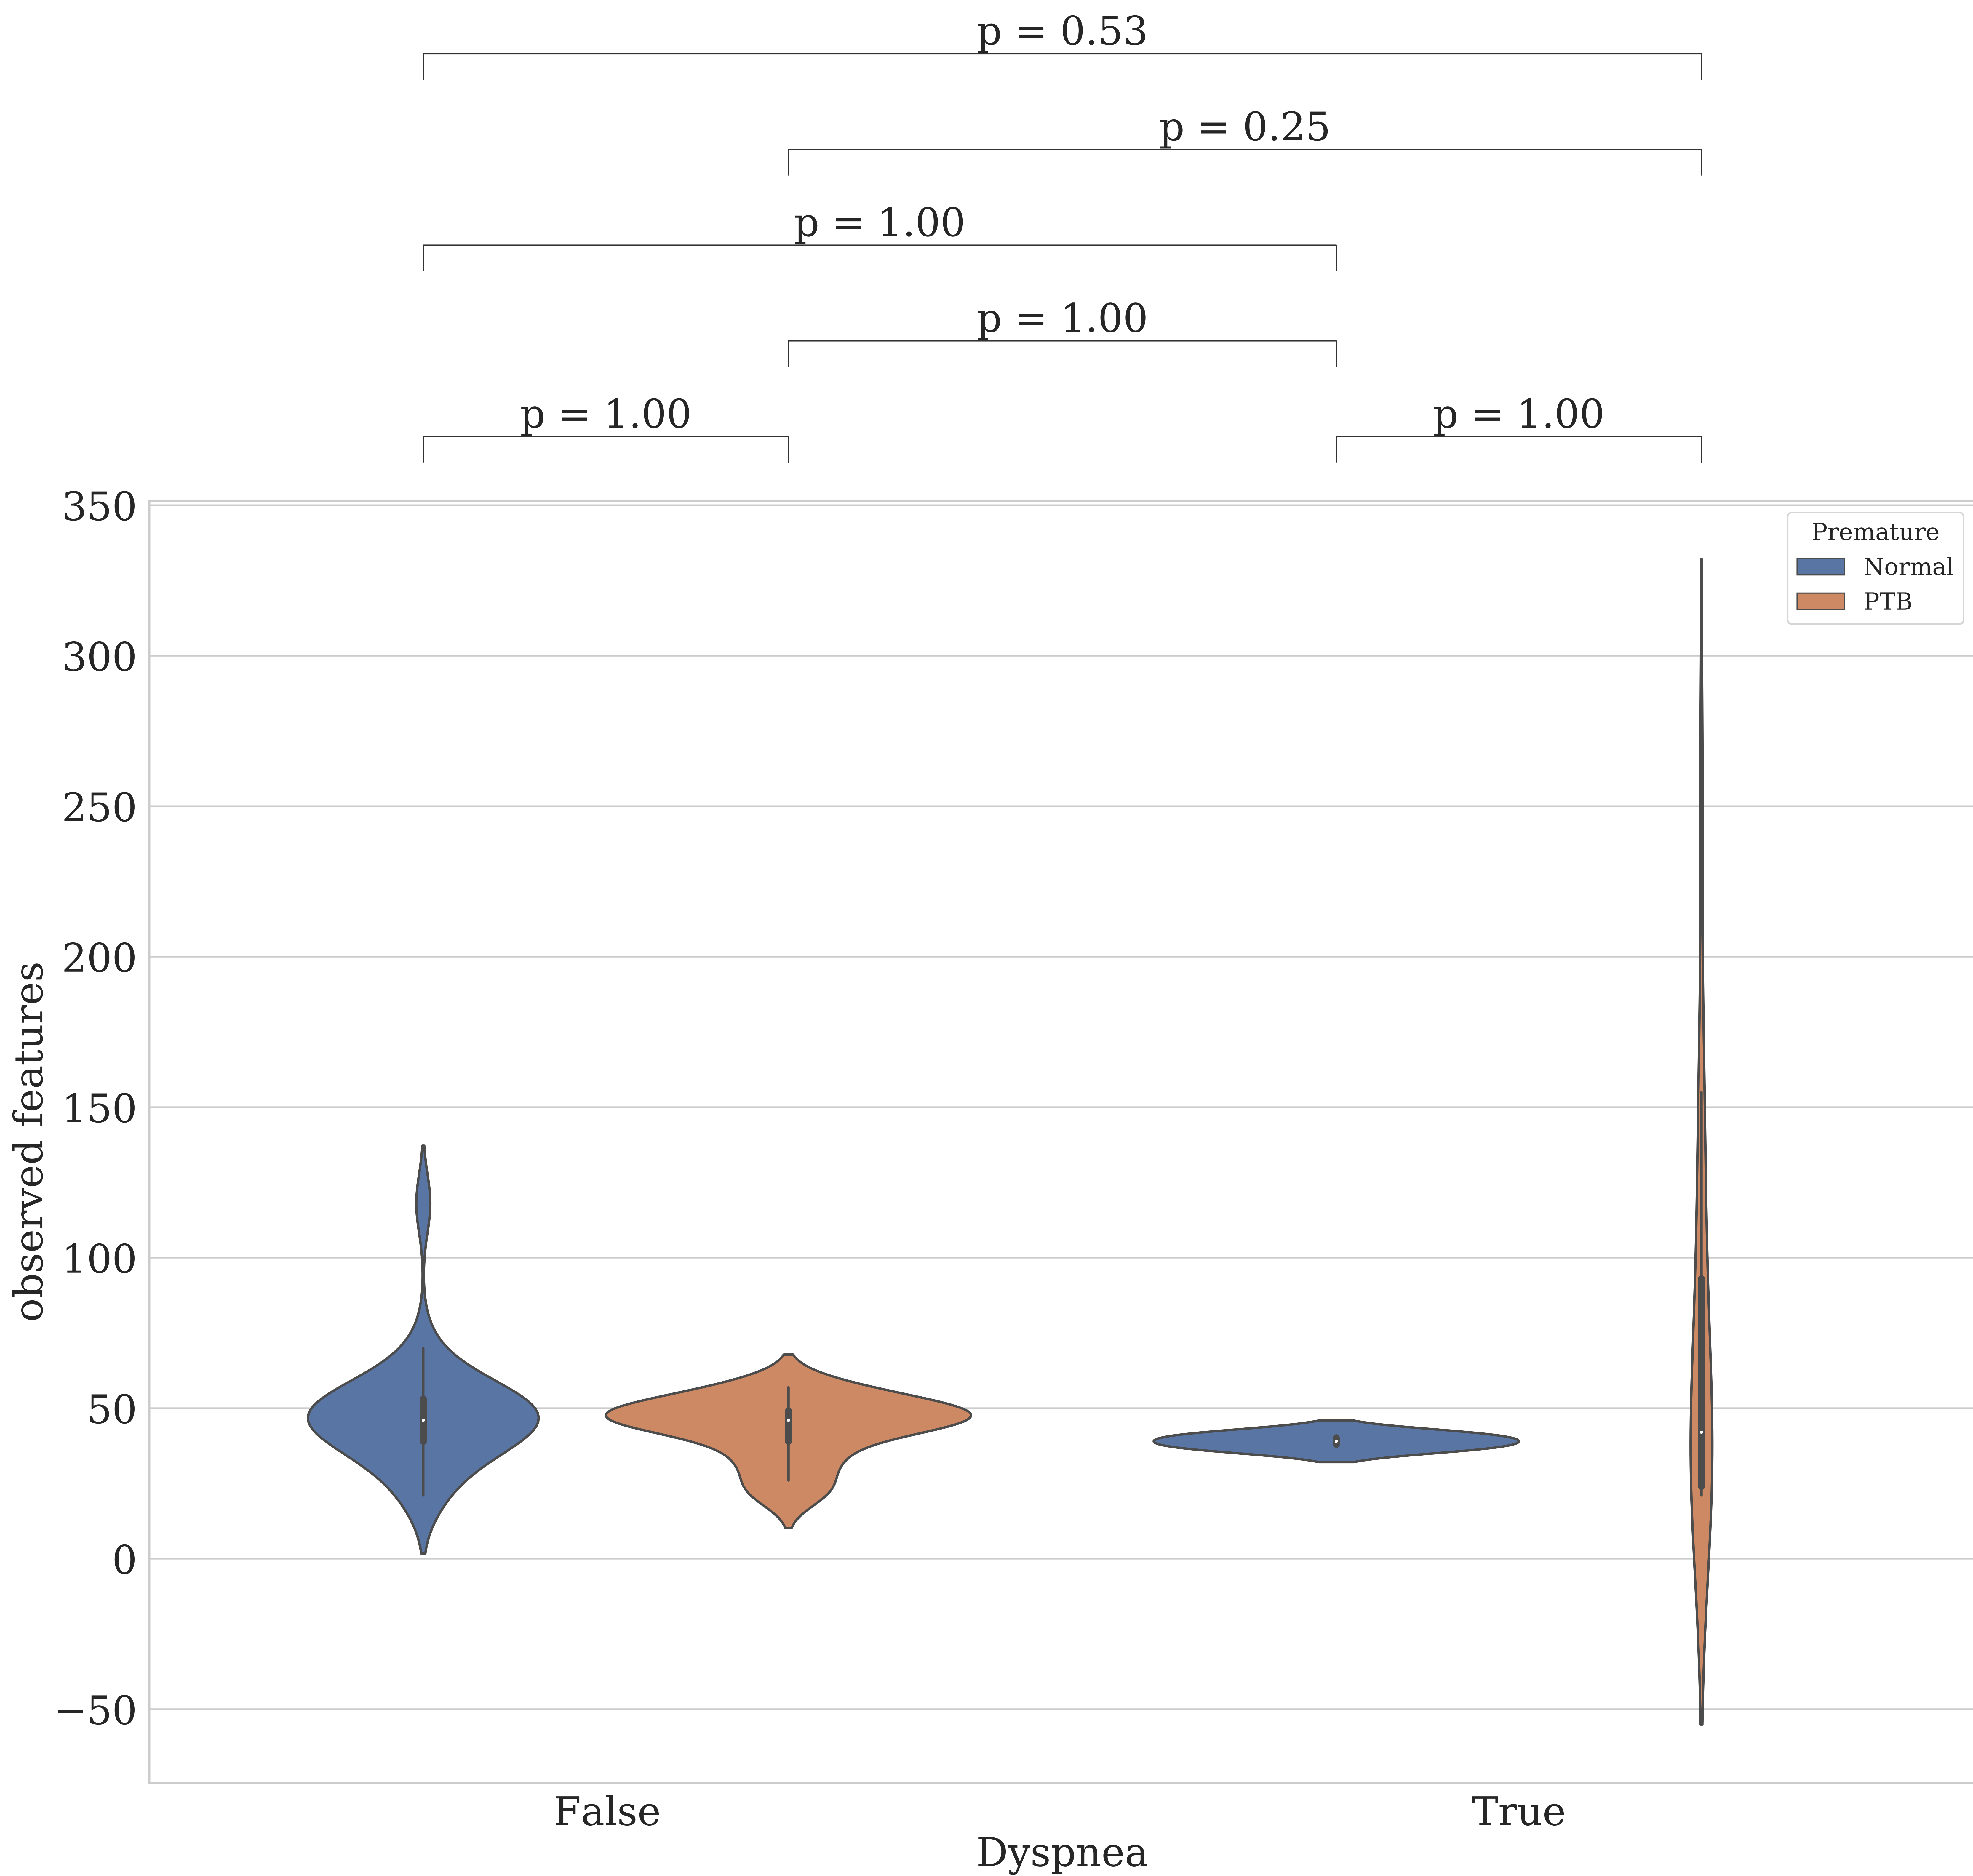 p = 0.53
p = 0.25
p = 1.00
p = 1.00
p = 1.00
p = 1.00
350
300
250
200
150
100
50
0
−50
observed features
Premature
Normal
PTB
False
True
Dyspnea